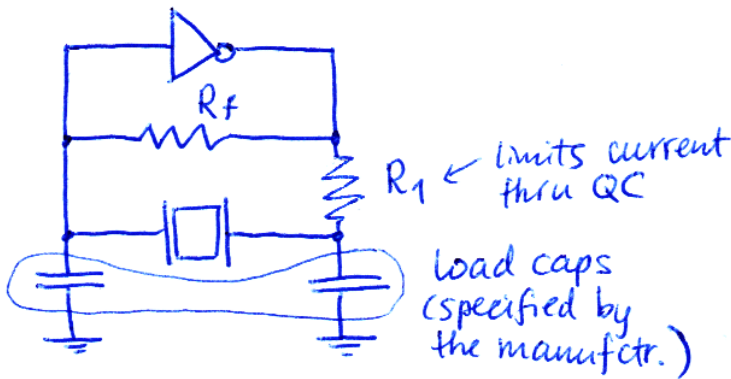 Rf
R1 ← limits current
thru QC
load caps
(specified by
the manufctr.)